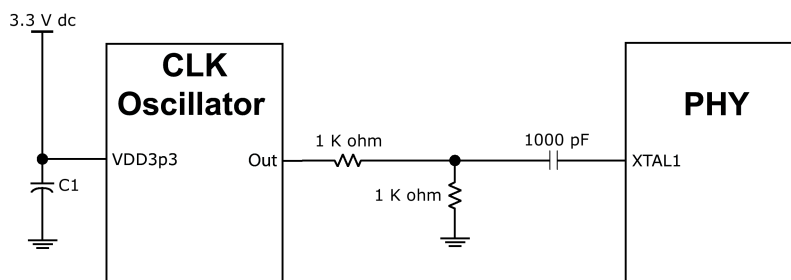 3.3 V dc
CLK
Oscillator
PHY
1 K ohm
1000 pF
VDD3p3
Out
XTAL1
C1
1 K ohm